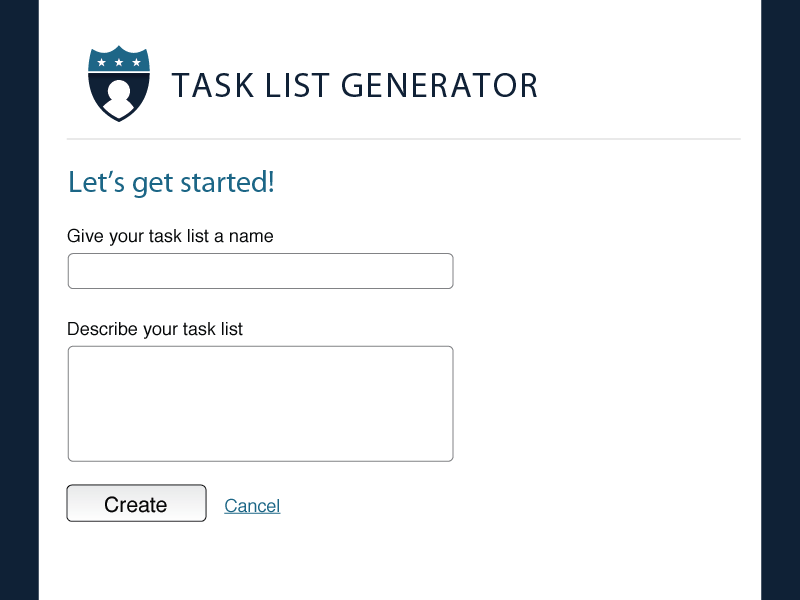 TASK LIST GENERATOR
Let’s get started!
Give your task list a name
Describe your task list
Create
Cancel